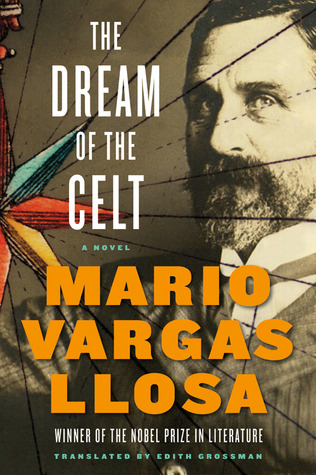 THE
DREAM
OF THE
CELT
A NOVEL
MARIO
VARGAS
LLOSA
WINNER OF THE NOBEL PRIZE IN LITERATURE
TRANSLATED BY EDITH GROSSMAN